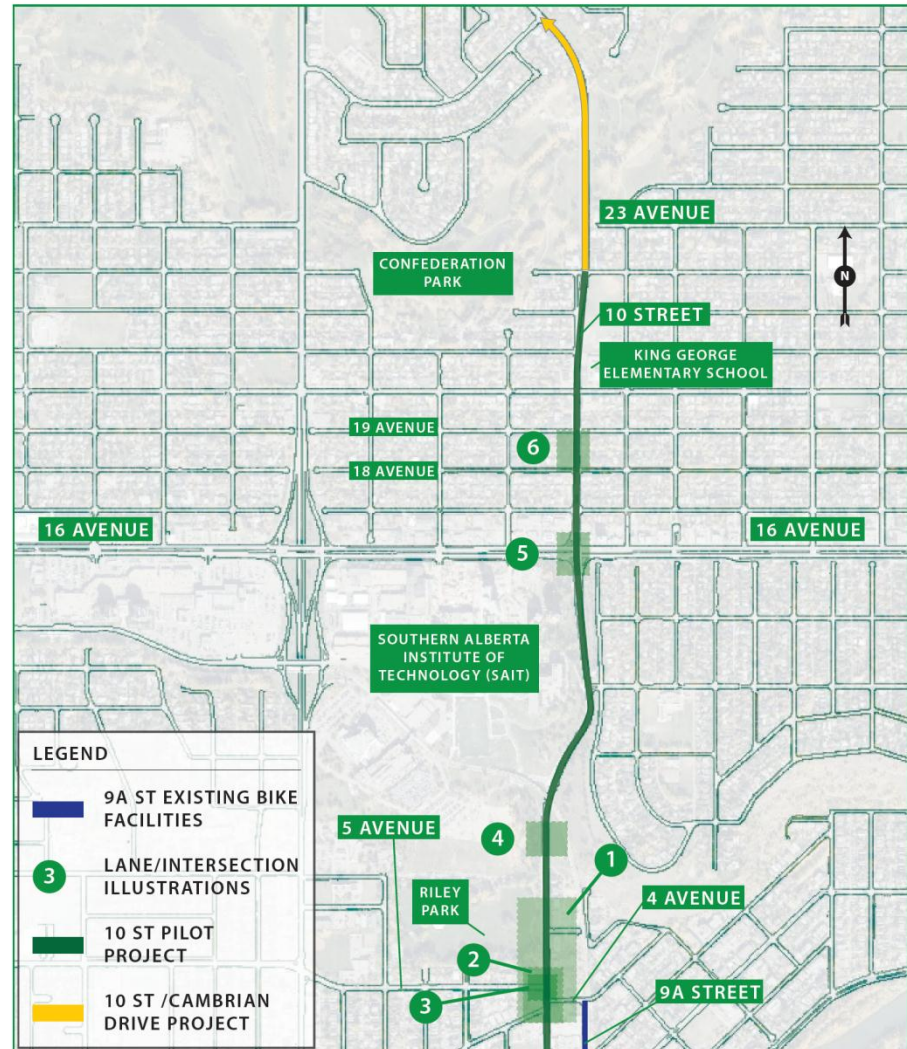 23 AVENUE
CONFEDERATION
PARK
N
10 STREET
KING GEORGE
ELEMENTARY SCHOOL
19 AVENUE
6
18 AVENUE
16 AVENUE
16 AVENUE
5
SOUTHERN ALBERTA
INSTITUTE OF
TECHNOLOGY (SAIT)
LEGEND
9A ST EXISTING BIKE
FACILITIES
3
LANE/INTERSECTION
ILLUSTRATIONS
10 ST PILOT
PROJECT
10 ST /CAMBRIAN
DRIVE PROJECT
5 AVENUE
4
1
RILEY
PARK
4 AVENUE
2
3
9A STREET